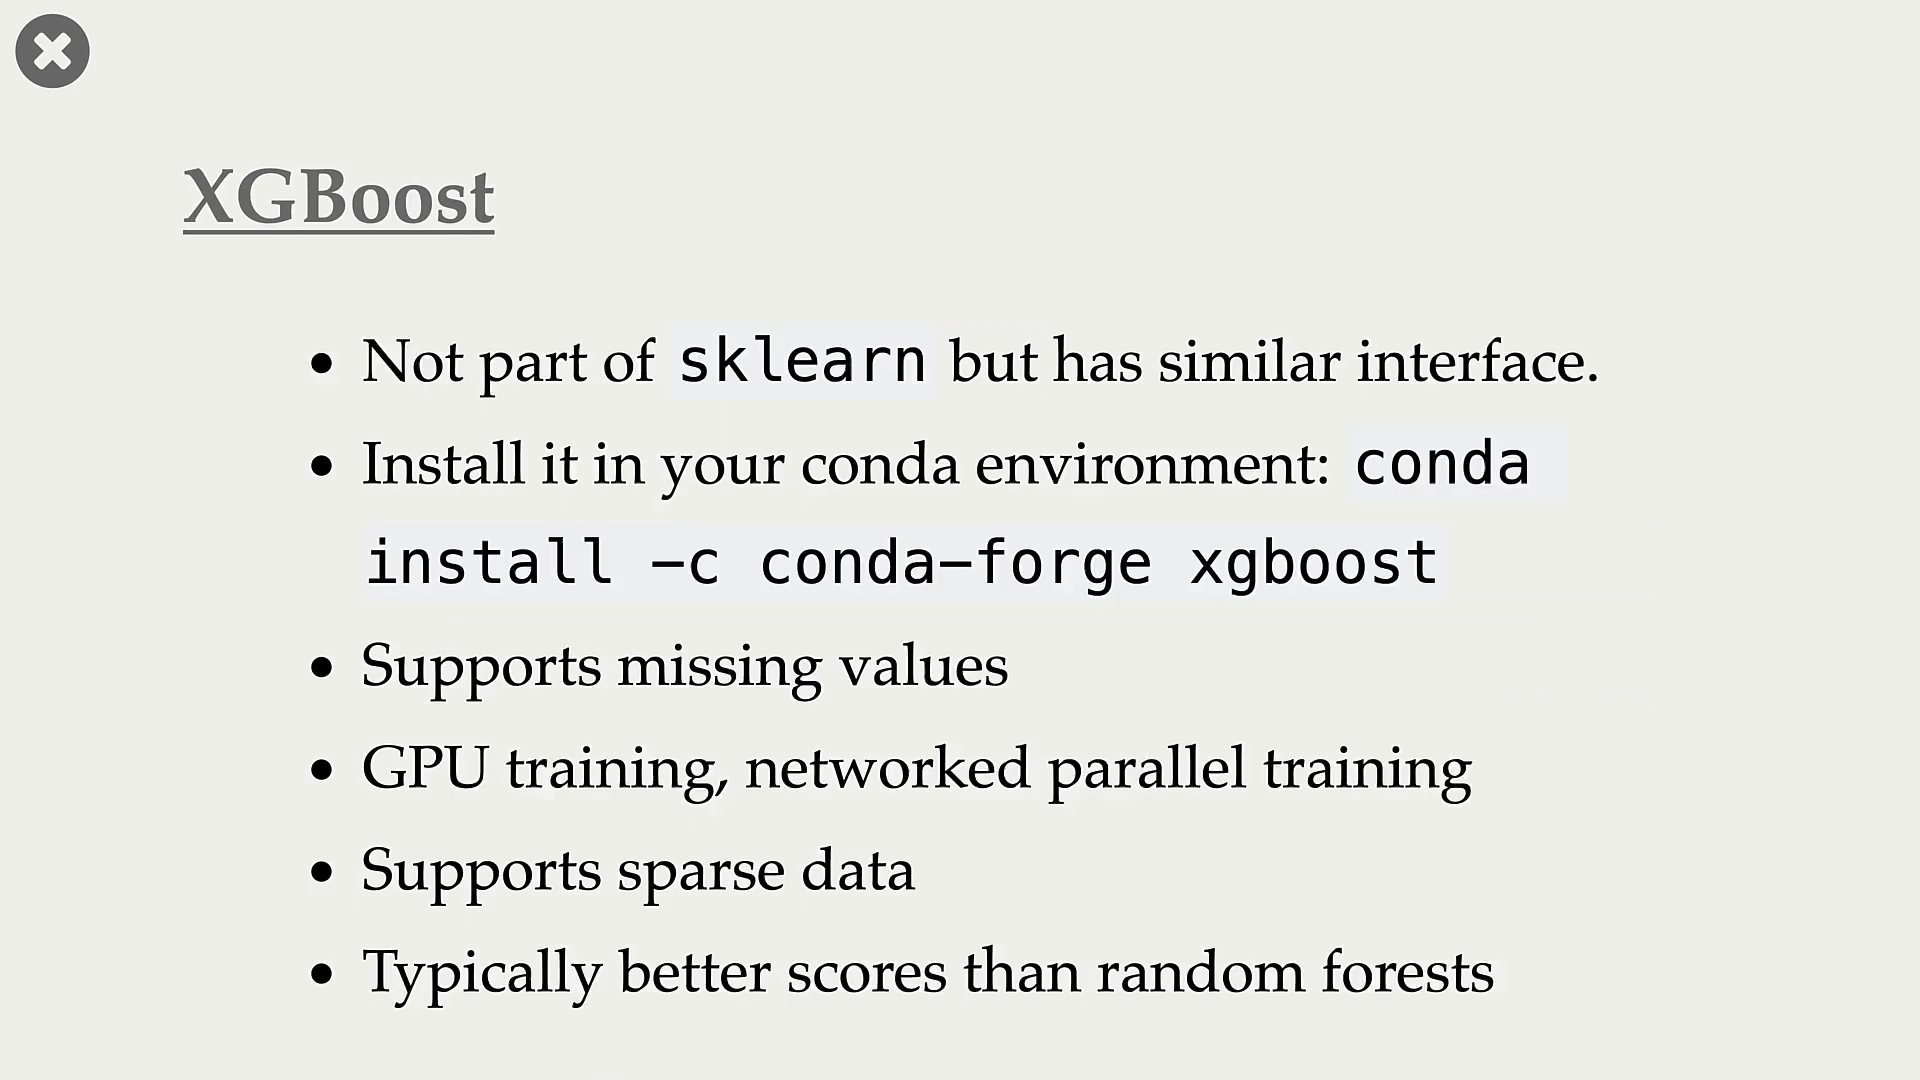 XGBoost
• Not part of sklearn but has similar interface.
• Install it in your conda environment: conda
install -c conda-forge xgboost
• Supports missing values
• GPU training, networked parallel training
• Supports sparse data
• Typically better scores than random forests